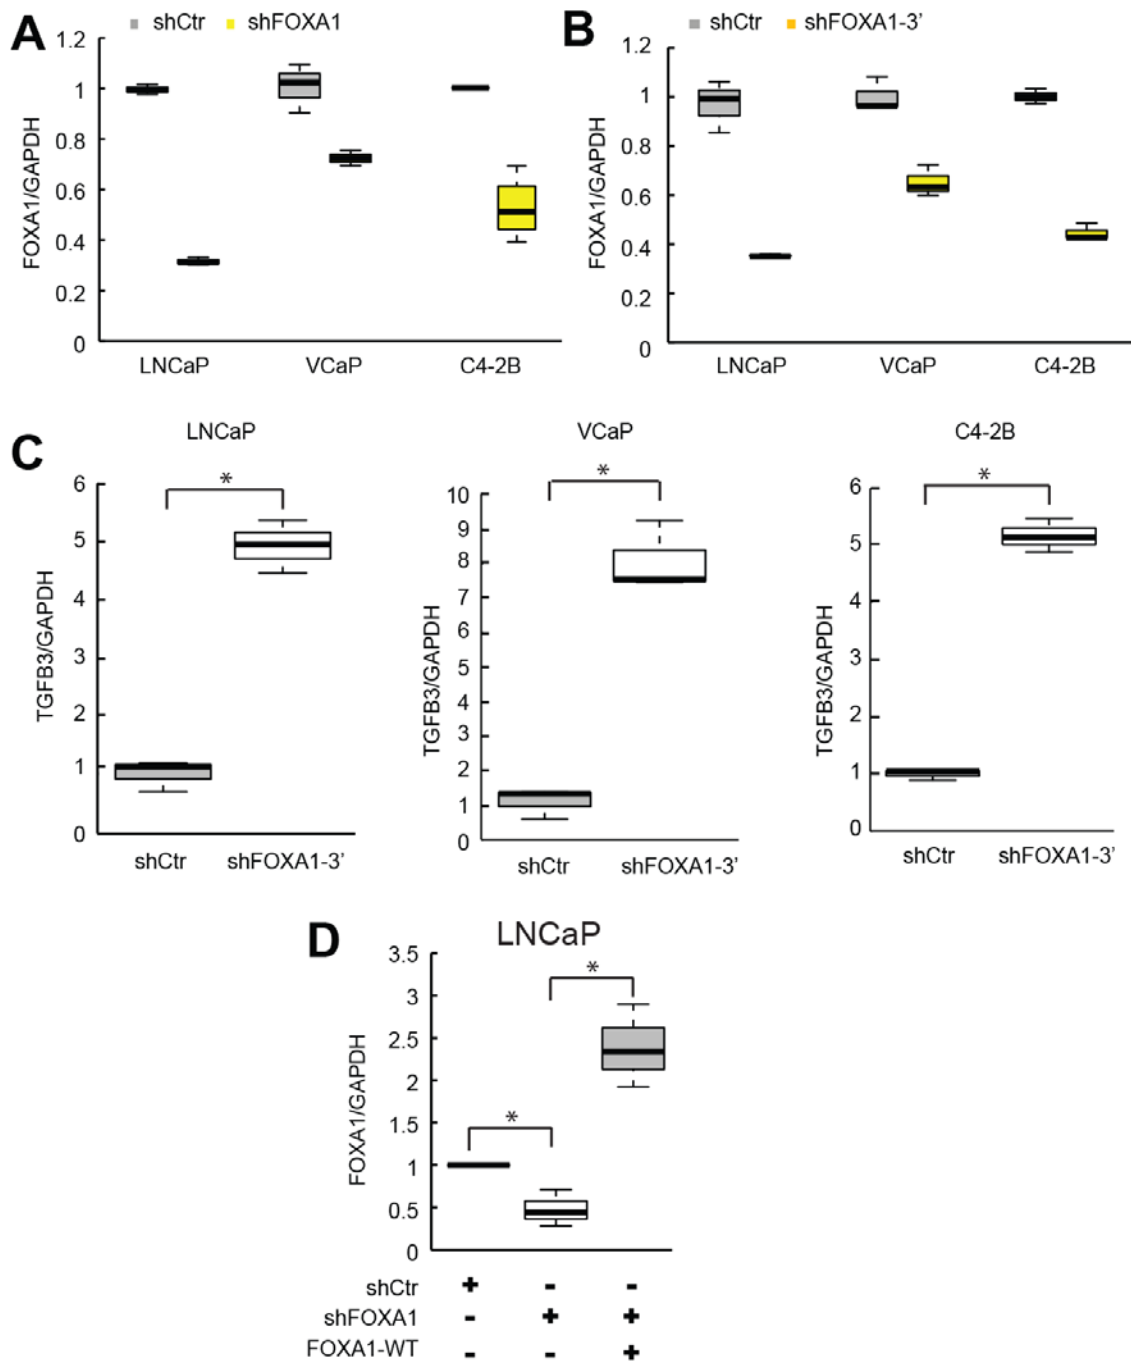 A
shCtr shFOXA1
FOXA1/GAPDH
1.2
1
0.8
0.6
0.4
0.2
0
LNCaP VCaP C4-2B
B
shCtr shFOXA1-3'
FOXA1/GAPDH
1.2
1
0.8
0.6
0.4
0.2
0
LNCaP VCaP C4-2B
C
LNCaP
TGFB3/GAPDH
6
5
4
3
2
1
0
*
shCtr shFOXA1-3'
VCaP
TGFB3/GAPDH
10
9
8
7
6
5
4
3
2
1
0
*
shCtr shFOXA1-3'
C4-2B
TGFB3/GAPDH
6
5
4
3
2
1
0
*
shCtr shFOXA1-3'
D
LNCaP
FOXA1/GAPDH
3.5
3
2.5
2
1.5
1
0.5
0
*
*
shCtr + - -
shFOXA1 - + +
FOXA1-WT - - +